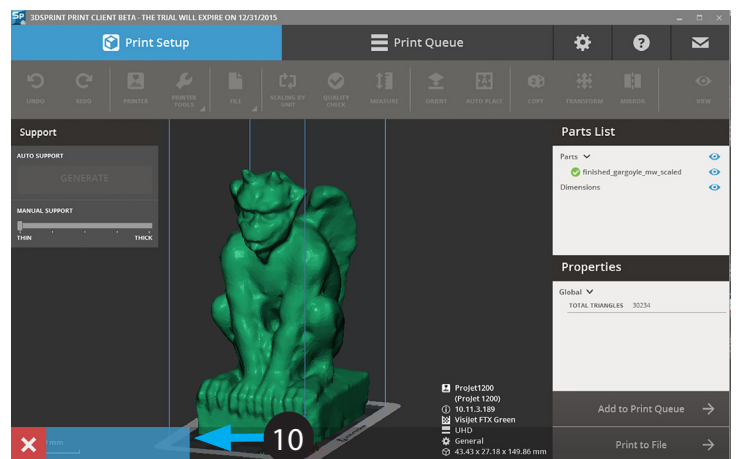 Sp 3DSPRINT PRINT CLIENT BETA - THE TRIAL WILL EXPIRE ON 12/31/2015
Print Setup
Print Queue
UNDO
REDO
PRINTER
PRINTER TOOLS
FILE
SCALING BY UNIT
QUALITY CHECK
MEASURE
ORIENT
AUTO PLACE
COPY
TRANSFORM
MIRROR
VIEW
Support
AUTO SUPPORT
GENERATE
MANUAL SUPPORT
THIN
THICK
Parts List
Parts
finished_gargoyle_mw_scaled
Dimensions
Properties
Global
TOTAL TRIANGLES 30234
ProJet1200
(ProJet 1200)
10.11.3.189
Visijet FTX Green
UHD
General
43.43 x 27.18 x 149.86 mm
Add to Print Queue
Print to File
mm
10